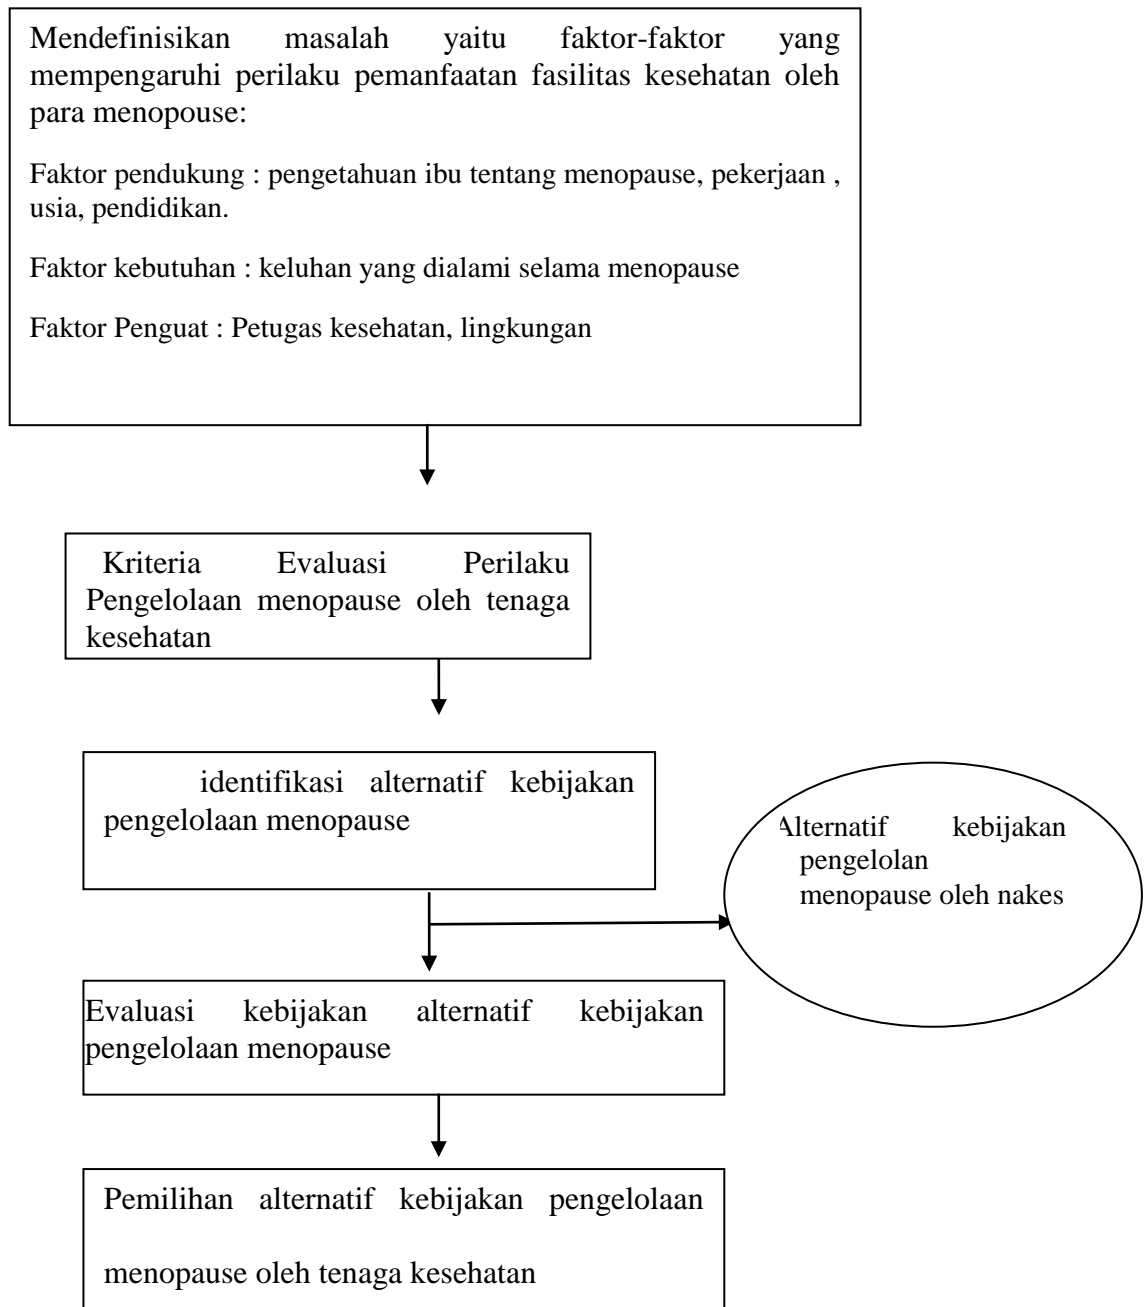 Mendefinisikan masalah yaitu faktor-faktor yang
mempengaruhi perilaku pemanfaatan fasilitas kesehatan oleh
para menopouse:
Faktor pendukung : pengetahuan ibu tentang menopause, pekerjaan ,
usia, pendidikan.
Faktor kebutuhan : keluhan yang dialami selama menopause
Faktor Penguat : Petugas kesehatan, lingkungan
Kriteria Evaluasi Perilaku
Pengelolaan menopause oleh tenaga
kesehatan
identifikasi alternatif kebijakan
pengelolaan menopause
Alternatif kebijakan
pengelolan
menopause oleh nakes
Evaluasi kebijakan alternatif kebijakan
pengelolaan menopause
Pemilihan alternatif kebijakan pengelolaan
menopause oleh tenaga kesehatan